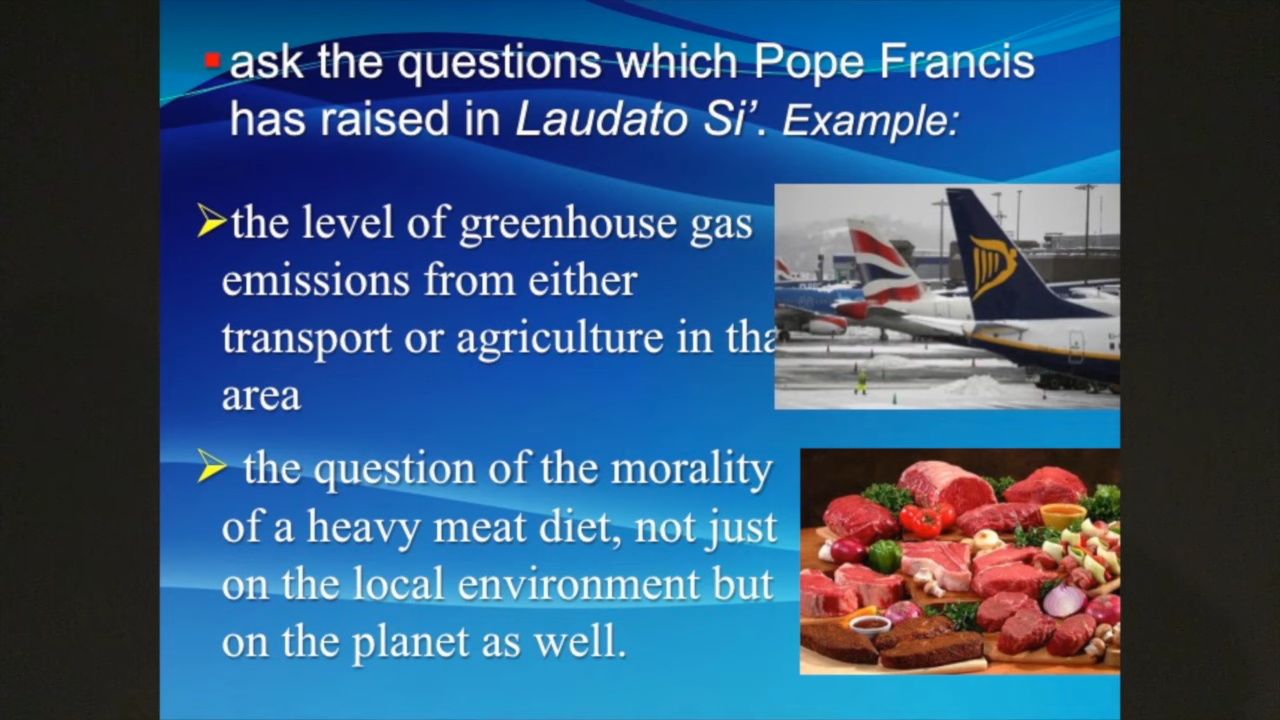 ask the questions which Pope Francis
has raised in Laudato Si’. Example:
the level of greenhouse gas
emissions from either
transport or agriculture in
area
the question of the morality
of a heavy meat diet, not just
on the local environment but
on the planet as well.